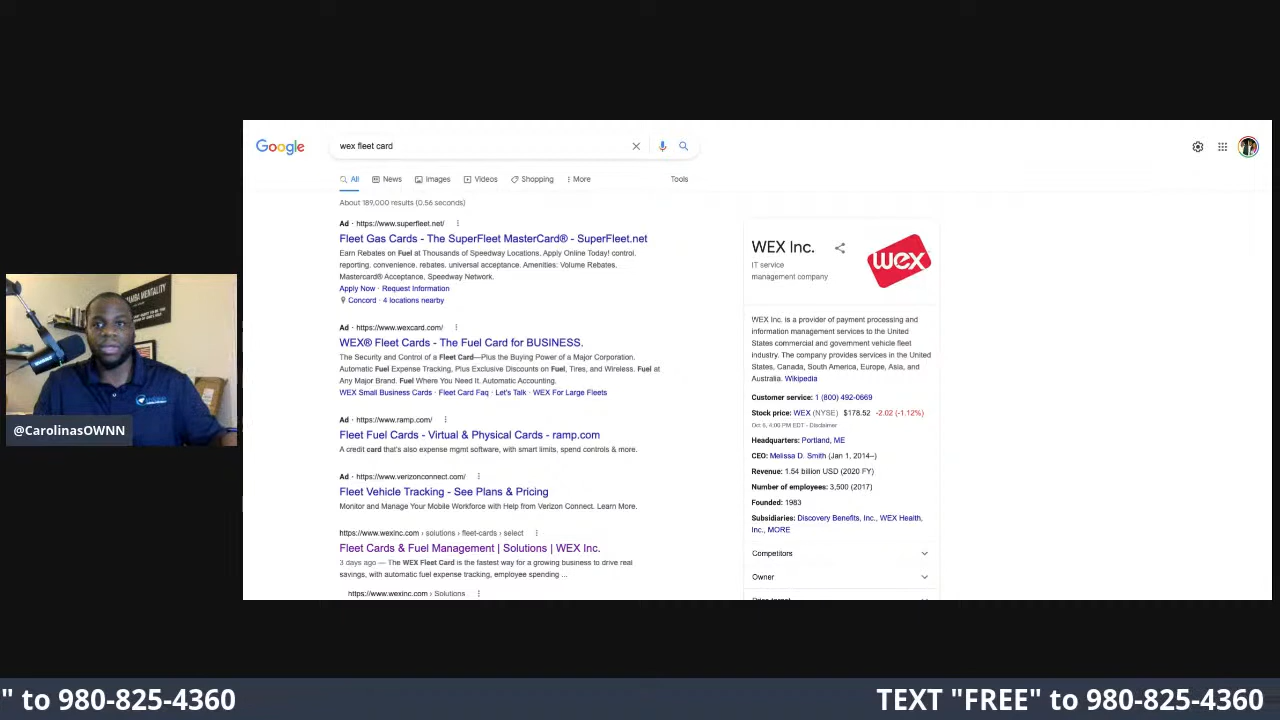 Google
wex fleet card
All
News
Images
Videos
Shopping
More
Tools
About 189,000 results (0.56 seconds)
Ad · https://www.superfleet.net/
Fleet Gas Cards - The SuperFleet MasterCard® - SuperFleet.net
Earn Rebates on Fuel at Thousands of Speedway Locations. Apply Online Today! control.
reporting. convenience. rebates. universal acceptance. Amenities: Volume Rebates.
Mastercard® Acceptance, Speedway Network.
Apply Now · Request Information
Concord · 4 locations nearby
Ad · https://www.wexcard.com/
WEX® Fleet Cards - The Fuel Card for BUSINESS.
The Security and Control of a Fleet Card—Plus the Buying Power of a Major Corporation.
Automatic Fuel Expense Tracking, Plus Exclusive Discounts on Fuel, Tires, and Wireless. Fuel at
Any Major Brand. Fuel Where You Need It. Automatic Accounting.
WEX Small Business Cards · Fleet Card Faq · Let's Talk · WEX For Large Fleets
Ad · https://www.ramp.com/
Fleet Fuel Cards - Virtual & Physical Cards - ramp.com
A credit card that's also expense mgmt software, with smart limits, spend controls & more.
Ad · https://www.verizonconnect.com/
Fleet Vehicle Tracking - See Plans & Pricing
Monitor and Manage Your Mobile Workforce with Help from Verizon Connect. Learn More.
https://www.wexinc.com › solutions › fleet-cards › select
Fleet Cards & Fuel Management | Solutions | WEX Inc.
3 days ago — The WEX Fleet Card is the fastest way for a growing business to drive real
savings, with automatic fuel expense tracking, employee spending ...
https://www.wexinc.com › Solutions
WEX Inc.
IT service
management company
wex
WEX Inc. is a provider of payment processing and
information management services to the United
States commercial and government vehicle fleet
industry. The company provides services in the United
States, Canada, South America, Europe, Asia, and
Australia. Wikipedia
Customer service: 1 (800) 492-0669
Stock price: WEX (NYSE) $178.52 -2.02 (-1.12%)
Oct 6, 4:00 PM EDT - Disclaimer
Headquarters: Portland, ME
CEO: Melissa D. Smith (Jan 1, 2014–)
Revenue: 1.54 billion USD (2020 FY)
Number of employees: 3,500 (2017)
Founded: 1983
Subsidiaries: Discovery Benefits, Inc., WEX Health,
Inc., MORE
Competitors
Owner
MAMBA MENTALITY
@CarolinasOWNN
" to 980-825-4360
TEXT "FREE" to 980-825-4360